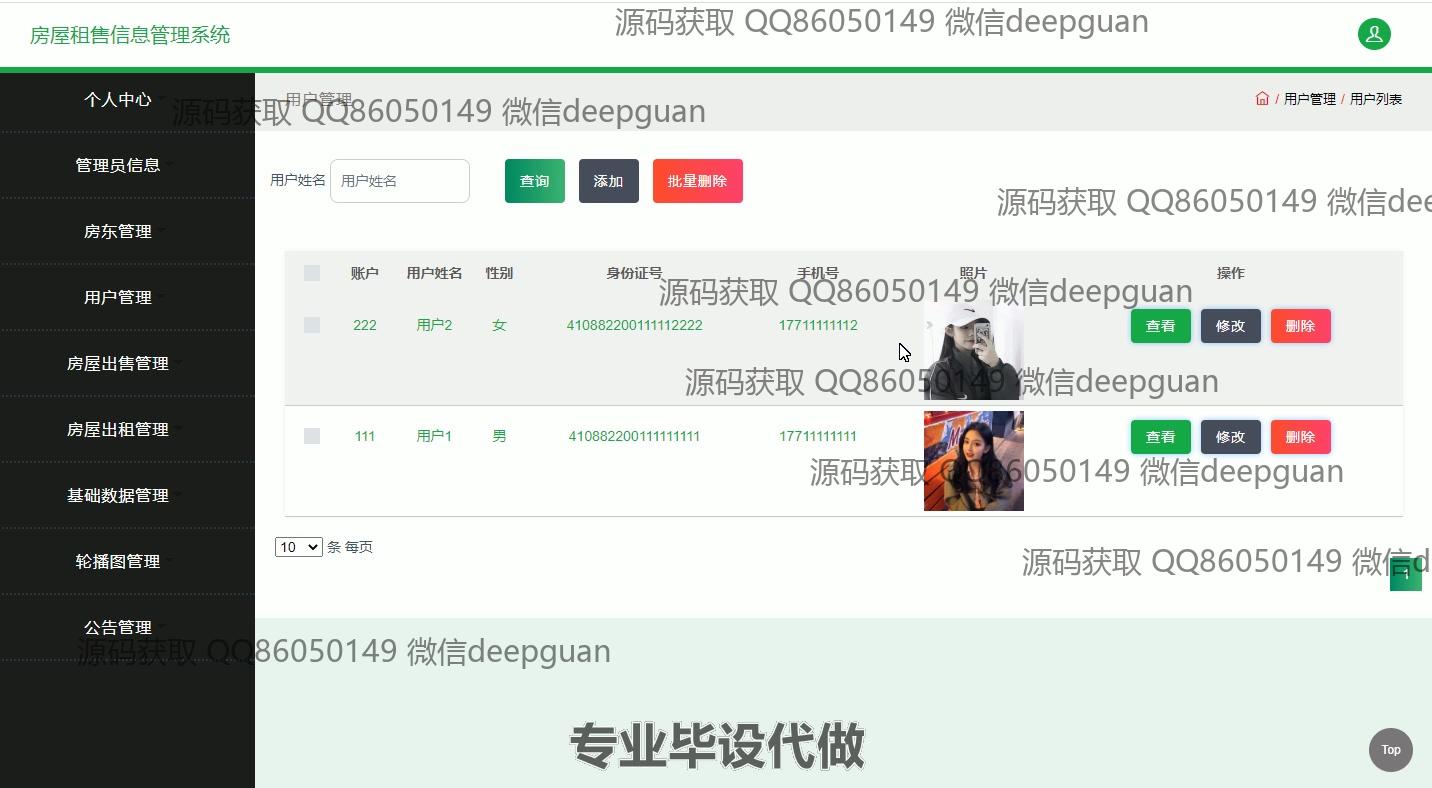 源码获取 QQ86050149 微信deepguan
房屋租售信息管理系统
个人中心
用户管理
源码获取 QQ86050149 微信deepguan
/ 用户管理 / 用户列表
管理员信息
房东管理
用户管理
房屋出售管理
房屋出租管理
基础数据管理
轮播图管理
公告管理
用户姓名 用户姓名 查询 添加 批量删除
源码获取 QQ86050149 微信dee
账户 用户姓名 性别 身份证号 手机号 照片 操作
源码获取 QQ86050149 微信deepguan
222 用户2 女 410882200111112222 17711111112 查看 修改 删除
源码获取 QQ86050149 微信deepguan
111 用户1 男 410882200111111111 17711111111 查看 修改 删除
源码获取 QQ86050149 微信deepguan
10 条 每页
源码获取 QQ86050149 微信d
1
源码获取 QQ86050149 微信deepguan
专业毕设代做
Top